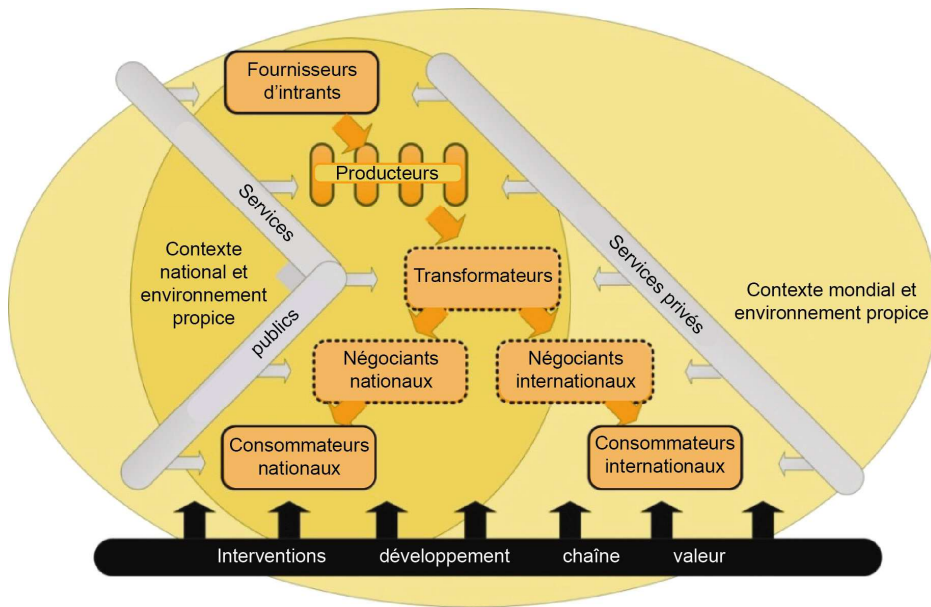 Fournisseurs
d'intrants
Producteurs
Services
publics
Contexte
national et
environnement
propice
Transformateurs
Services privés
Contexte mondial et
environnement propice
Négociants
nationaux
Négociants
internationaux
Consommateurs
nationaux
Consommateurs
internationaux
Interventions développement chaîne valeur